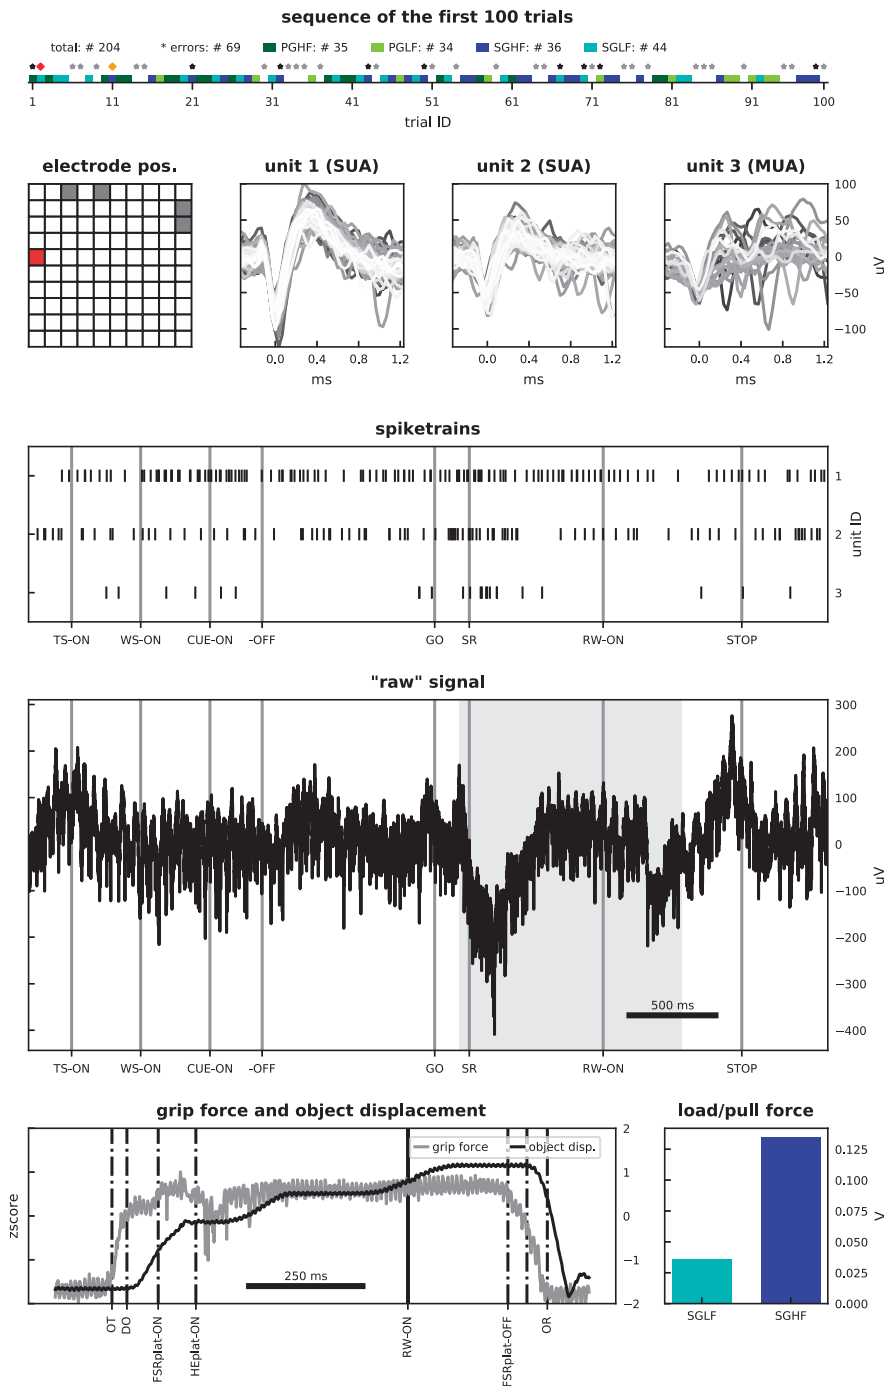 sequence of the first 100 trials
total: # 204 * errors: # 69 PGHF: # 35 PGLF: # 34 SGHF: # 36 SGLF: # 44
1 11 21 31 41 51 61 71 81 91 100
trial ID
electrode pos. unit 1 (SUA) unit 2 (SUA) unit 3 (MUA)
100
50
0
−50
−100
uV
0.0 0.4 0.8 1.2 0.0 0.4 0.8 1.2 0.0 0.4 0.8 1.2
ms ms ms
spiketrains
1
2
3
unit ID
TS-ON WS-ON CUE-ON -OFF GO SR RW-ON STOP
"raw" signal
300
200
100
0
−100
−200
−300
−400
uV
500 ms
TS-ON WS-ON CUE-ON -OFF GO SR RW-ON STOP
grip force and object displacement load/pull force
grip force object disp.
2
1
0
−1
−2
zscore
250 ms
OT DO FSRplat-ON HEplat-ON RW-ON FSRplat-OFF OR
0.125
0.100
0.075
0.050
0.025
0.000
V
SGLF SGHF